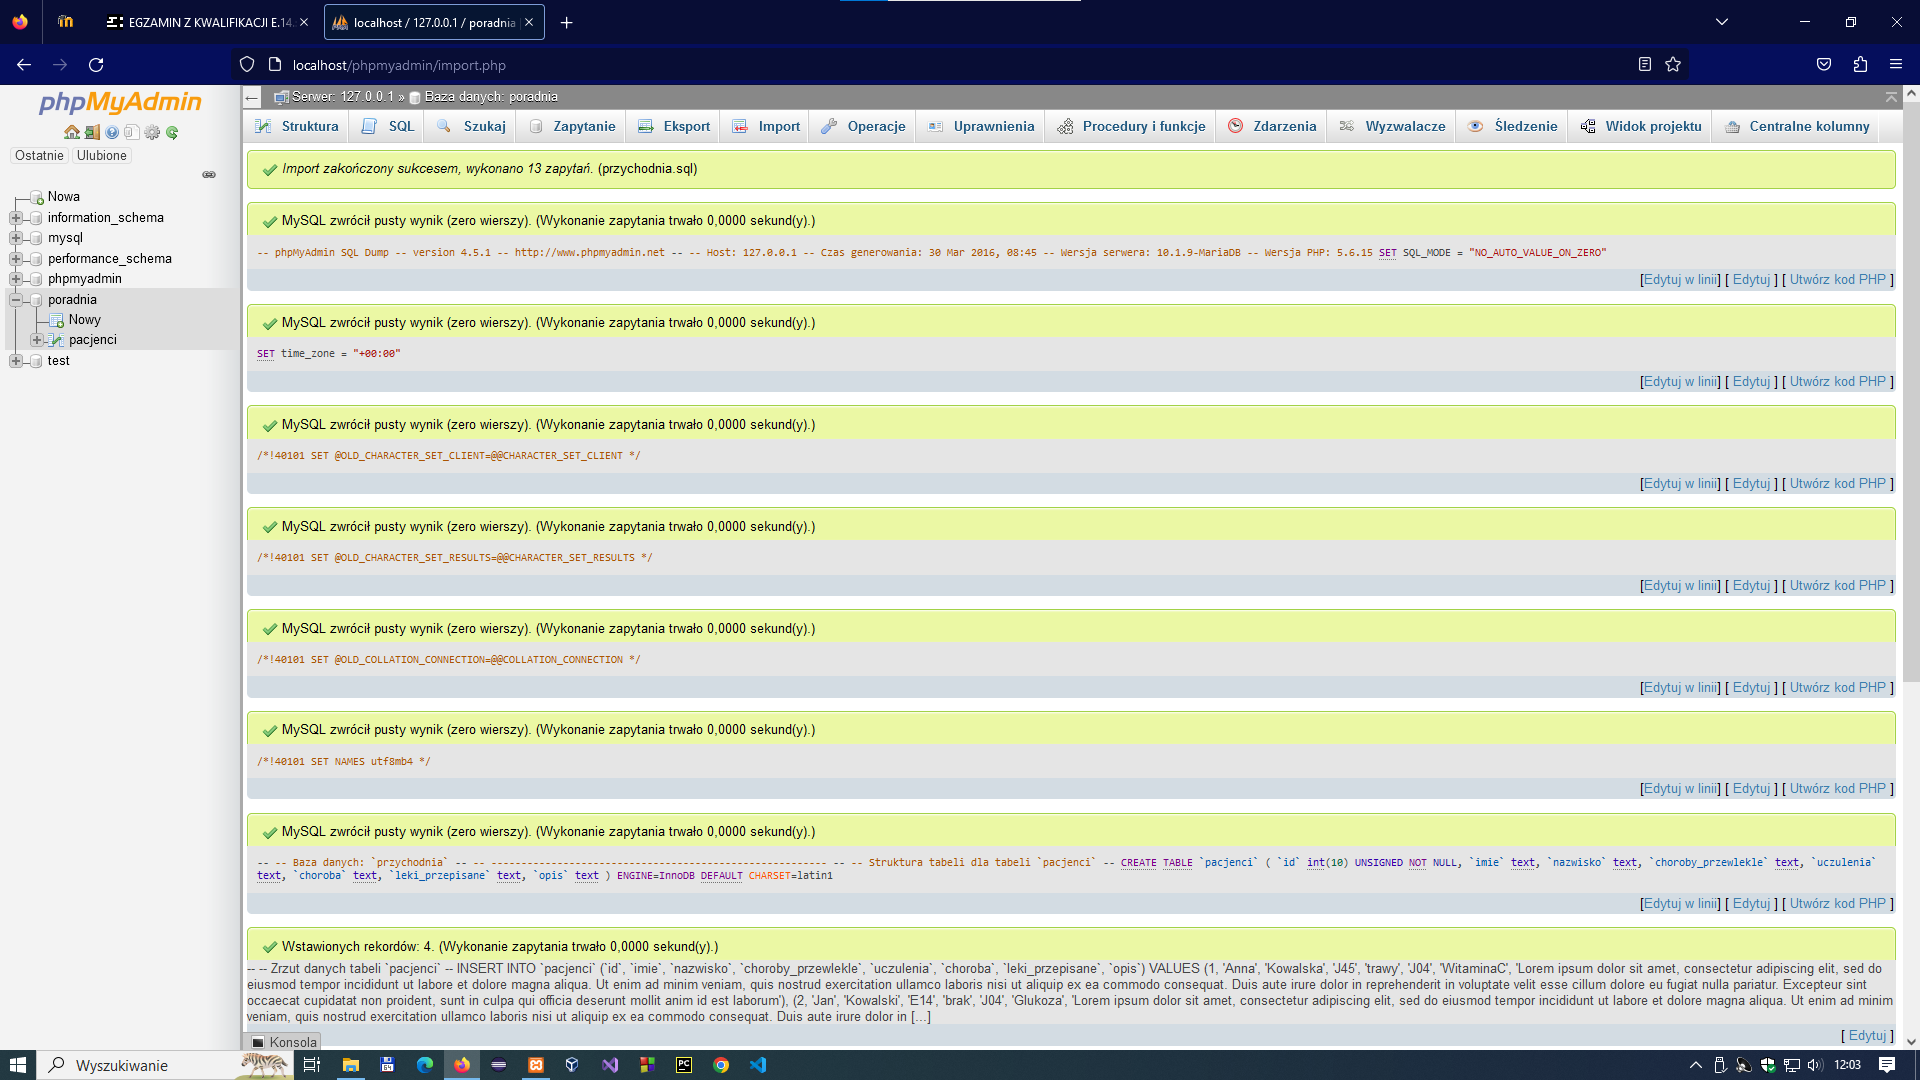 EGZAMIN Z KWALIFIKACJI E.14.
localhost / 127.0.0.1 / poradnia
localhost/phpmyadmin/import.php
phpMyAdmin
Ostatnie Ulubione
Nowa
information_schema
mysql
performance_schema
phpmyadmin
poradnia
Nowy
pacjenci
test
Serwer: 127.0.0.1 » Baza danych: poradnia
Struktura SQL Szukaj Zapytanie Eksport Import Operacje Uprawnienia Procedury i funkcje Zdarzenia Wyzwalacze Śledzenie Widok projektu Centralne kolumny
Import zakończony sukcesem, wykonano 13 zapytań. (przychodnia.sql)
MySQL zwrócił pusty wynik (zero wierszy). (Wykonanie zapytania trwało 0,0000 sekund(y).)
-- phpMyAdmin SQL Dump -- version 4.5.1 -- http://www.phpmyadmin.net -- -- Host: 127.0.0.1 -- Czas generowania: 30 Mar 2016, 08:45 -- Wersja serwera: 10.1.9-MariaDB -- Wersja PHP: 5.6.15 SET SQL_MODE = "NO_AUTO_VALUE_ON_ZERO"
[Edytuj w linii] [ Edytuj ] [ Utwórz kod PHP ]
MySQL zwrócił pusty wynik (zero wierszy). (Wykonanie zapytania trwało 0,0000 sekund(y).)
SET time_zone = "+00:00"
[Edytuj w linii] [ Edytuj ] [ Utwórz kod PHP ]
MySQL zwrócił pusty wynik (zero wierszy). (Wykonanie zapytania trwało 0,0000 sekund(y).)
/*!40101 SET @OLD_CHARACTER_SET_CLIENT=@@CHARACTER_SET_CLIENT */
[Edytuj w linii] [ Edytuj ] [ Utwórz kod PHP ]
MySQL zwrócił pusty wynik (zero wierszy). (Wykonanie zapytania trwało 0,0000 sekund(y).)
/*!40101 SET @OLD_CHARACTER_SET_RESULTS=@@CHARACTER_SET_RESULTS */
[Edytuj w linii] [ Edytuj ] [ Utwórz kod PHP ]
MySQL zwrócił pusty wynik (zero wierszy). (Wykonanie zapytania trwało 0,0000 sekund(y).)
/*!40101 SET @OLD_COLLATION_CONNECTION=@@COLLATION_CONNECTION */
[Edytuj w linii] [ Edytuj ] [ Utwórz kod PHP ]
MySQL zwrócił pusty wynik (zero wierszy). (Wykonanie zapytania trwało 0,0000 sekund(y).)
/*!40101 SET NAMES utf8mb4 */
[Edytuj w linii] [ Edytuj ] [ Utwórz kod PHP ]
MySQL zwrócił pusty wynik (zero wierszy). (Wykonanie zapytania trwało 0,0000 sekund(y).)
-- -- Baza danych: `przychodnia` -- -- -------------------------------------------------------- -- -- Struktura tabeli dla tabeli `pacjenci` -- CREATE TABLE `pacjenci` ( `id` int(10) UNSIGNED NOT NULL, `imie` text, `nazwisko` text, `choroby_przewlekle` text, `uczulenia`
text, `choroba` text, `leki_przepisane` text, `opis` text ) ENGINE=InnoDB DEFAULT CHARSET=latin1
[Edytuj w linii] [ Edytuj ] [ Utwórz kod PHP ]
Wstawionych rekordów: 4. (Wykonanie zapytania trwało 0,0000 sekund(y).)
-- -- Zrzut danych tabeli `pacjenci` -- INSERT INTO `pacjenci` (`id`, `imie`, `nazwisko`, `choroby_przewlekle`, `uczulenia`, `choroba`, `leki_przepisane`, `opis`) VALUES (1, 'Anna', 'Kowalska', 'J45', 'trawy', 'J04', 'WitaminaC', 'Lorem ipsum dolor sit amet, consectetur adipiscing elit, sed do
eiusmod tempor incididunt ut labore et dolore magna aliqua. Ut enim ad minim veniam, quis nostrud exercitation ullamco laboris nisi ut aliquip ex ea commodo consequat. Duis aute irure dolor in reprehenderit in voluptate velit esse cillum dolore eu fugiat nulla pariatur. Excepteur sint
occaecat cupidatat non proident, sunt in culpa qui officia deserunt mollit anim id est laborum'), (2, 'Jan', 'Kowalski', 'E14', 'brak', 'J04', 'Glukoza', 'Lorem ipsum dolor sit amet, consectetur adipiscing elit, sed do eiusmod tempor incididunt ut labore et dolore magna aliqua. Ut enim ad minim
veniam, quis nostrud exercitation ullamco laboris nisi ut aliquip ex ea commodo consequat. Duis aute irure dolor in [...]
[ Edytuj ]
Konsola
Wyszukiwanie
12:03